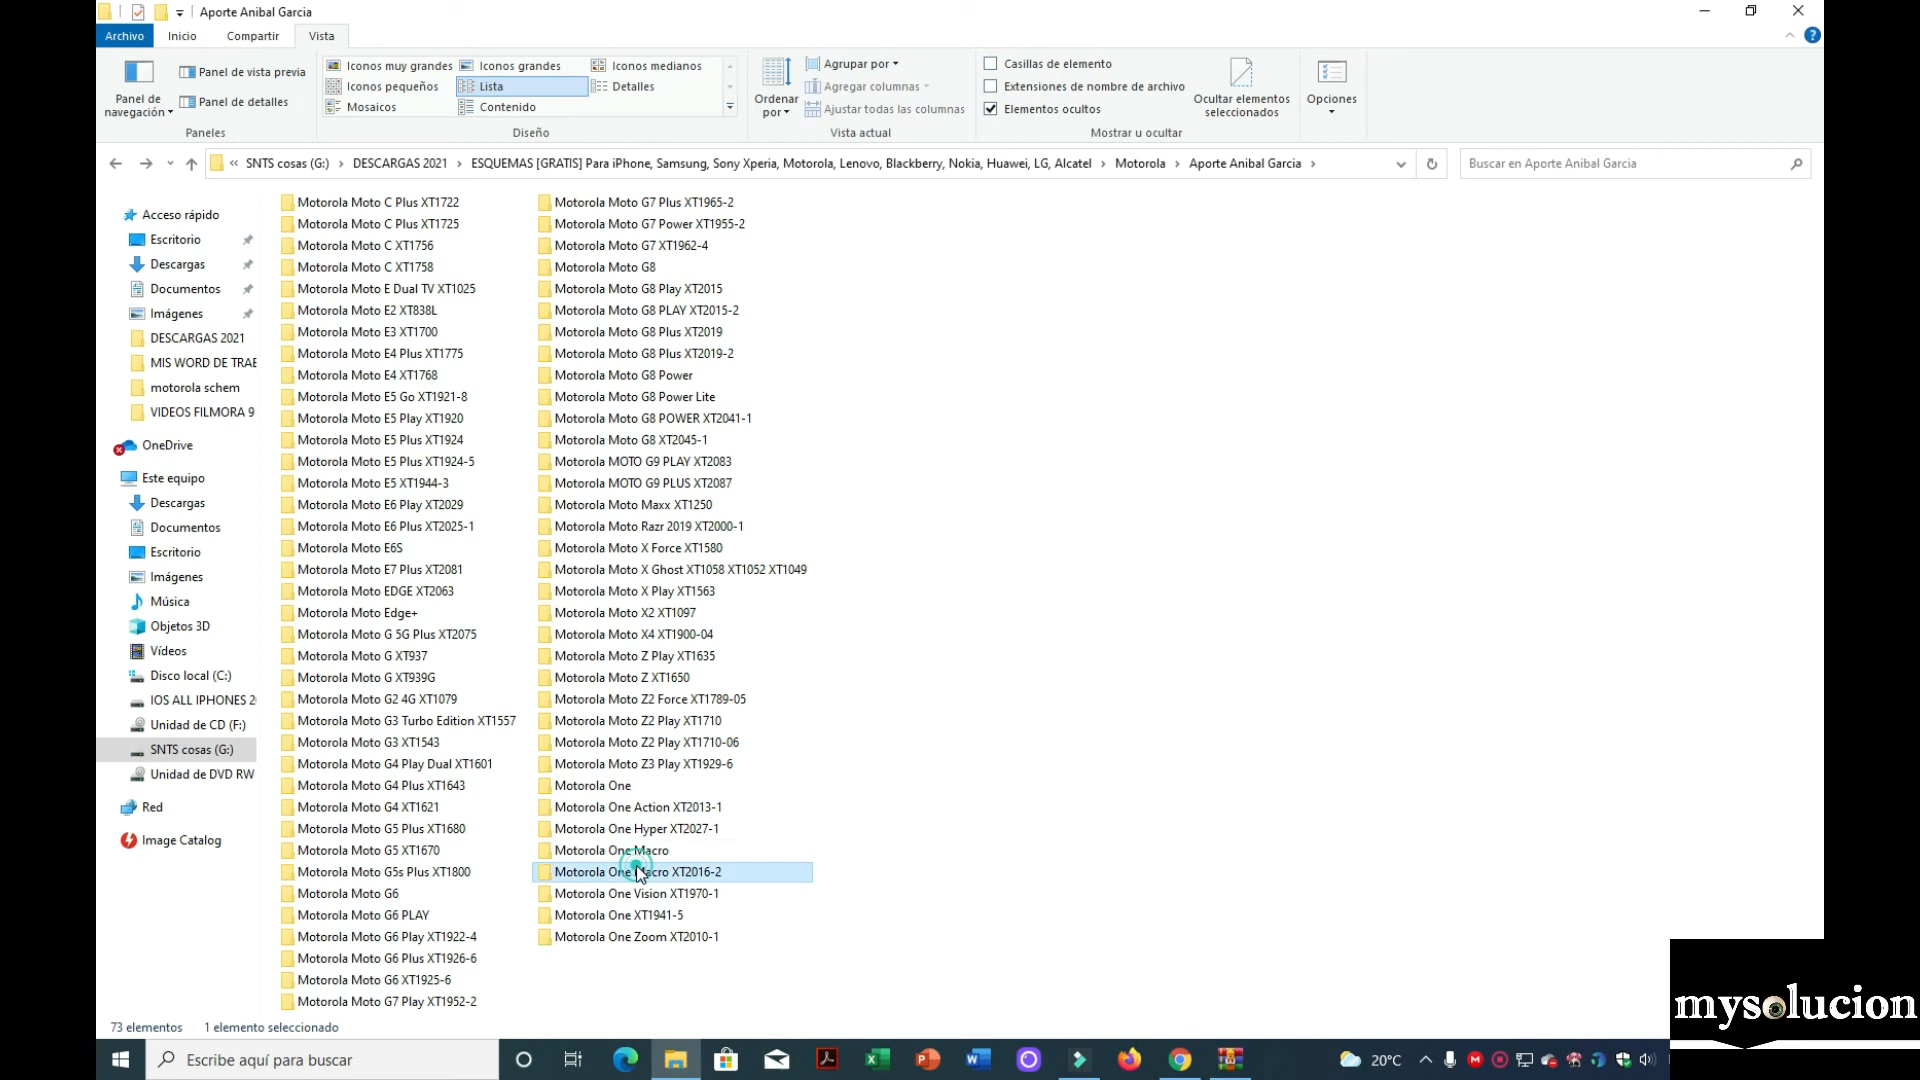 Aporte Anibal Garcia
Archivo Inicio Compartir Vista
Panel de navegación
Panel de vista previa
Panel de detalles
Paneles
Iconos muy grandes Iconos grandes Iconos medianos
Iconos pequeños Lista Detalles
Mosaicos Contenido
Diseño
Ordenar por
Agrupar por
Agregar columnas
Ajustar todas las columnas
Vista actual
Casillas de elemento
Extensiones de nombre de archivo
Elementos ocultos
Ocultar elementos seleccionados
Mostrar u ocultar
Opciones
« SNTS cosas (G:) › DESCARGAS 2021 › ESQUEMAS [GRATIS] Para iPhone, Samsung, Sony Xperia, Motorola, Lenovo, Blackberry, Nokia, Huawei, LG, Alcatel › Motorola › Aporte Anibal Garcia ›
Buscar en Aporte Anibal Garcia
Acceso rápido
Escritorio
Descargas
Documentos
Imágenes
DESCARGAS 2021
MIS WORD DE TRAE
motorola schem
VIDEOS FILMORA 9
OneDrive
Este equipo
Descargas
Documentos
Escritorio
Imágenes
Música
Objetos 3D
Vídeos
Disco local (C:)
IOS ALL IPHONES 2
Unidad de CD (F:)
SNTS cosas (G:)
Unidad de DVD RW
Red
Image Catalog
Motorola Moto C Plus XT1722
Motorola Moto C Plus XT1725
Motorola Moto C XT1756
Motorola Moto C XT1758
Motorola Moto E Dual TV XT1025
Motorola Moto E2 XT838L
Motorola Moto E3 XT1700
Motorola Moto E4 Plus XT1775
Motorola Moto E4 XT1768
Motorola Moto E5 Go XT1921-8
Motorola Moto E5 Play XT1920
Motorola Moto E5 Plus XT1924
Motorola Moto E5 Plus XT1924-5
Motorola Moto E5 XT1944-3
Motorola Moto E6 Play XT2029
Motorola Moto E6 Plus XT2025-1
Motorola Moto E6S
Motorola Moto E7 Plus XT2081
Motorola Moto EDGE XT2063
Motorola Moto Edge+
Motorola Moto G 5G Plus XT2075
Motorola Moto G XT937
Motorola Moto G XT939G
Motorola Moto G2 4G XT1079
Motorola Moto G3 Turbo Edition XT1557
Motorola Moto G3 XT1543
Motorola Moto G4 Play Dual XT1601
Motorola Moto G4 Plus XT1643
Motorola Moto G4 XT1621
Motorola Moto G5 Plus XT1680
Motorola Moto G5 XT1670
Motorola Moto G5s Plus XT1800
Motorola Moto G6
Motorola Moto G6 PLAY
Motorola Moto G6 Play XT1922-4
Motorola Moto G6 Plus XT1926-6
Motorola Moto G6 XT1925-6
Motorola Moto G7 Play XT1952-2
Motorola Moto G7 Plus XT1965-2
Motorola Moto G7 Power XT1955-2
Motorola Moto G7 XT1962-4
Motorola Moto G8
Motorola Moto G8 Play XT2015
Motorola Moto G8 PLAY XT2015-2
Motorola Moto G8 Plus XT2019
Motorola Moto G8 Plus XT2019-2
Motorola Moto G8 Power
Motorola Moto G8 Power Lite
Motorola Moto G8 POWER XT2041-1
Motorola Moto G8 XT2045-1
Motorola MOTO G9 PLAY XT2083
Motorola MOTO G9 PLUS XT2087
Motorola Moto Maxx XT1250
Motorola Moto Razr 2019 XT2000-1
Motorola Moto X Force XT1580
Motorola Moto X Ghost XT1058 XT1052 XT1049
Motorola Moto X Play XT1563
Motorola Moto X2 XT1097
Motorola Moto X4 XT1900-04
Motorola Moto Z Play XT1635
Motorola Moto Z XT1650
Motorola Moto Z2 Force XT1789-05
Motorola Moto Z2 Play XT1710
Motorola Moto Z2 Play XT1710-06
Motorola Moto Z3 Play XT1929-6
Motorola One
Motorola One Action XT2013-1
Motorola One Hyper XT2027-1
Motorola One Macro
Motorola One Macro XT2016-2
Motorola One Vision XT1970-1
Motorola One XT1941-5
Motorola One Zoom XT2010-1
73 elementos 1 elemento seleccionado
Escribe aquí para buscar
20°C
mysolucion